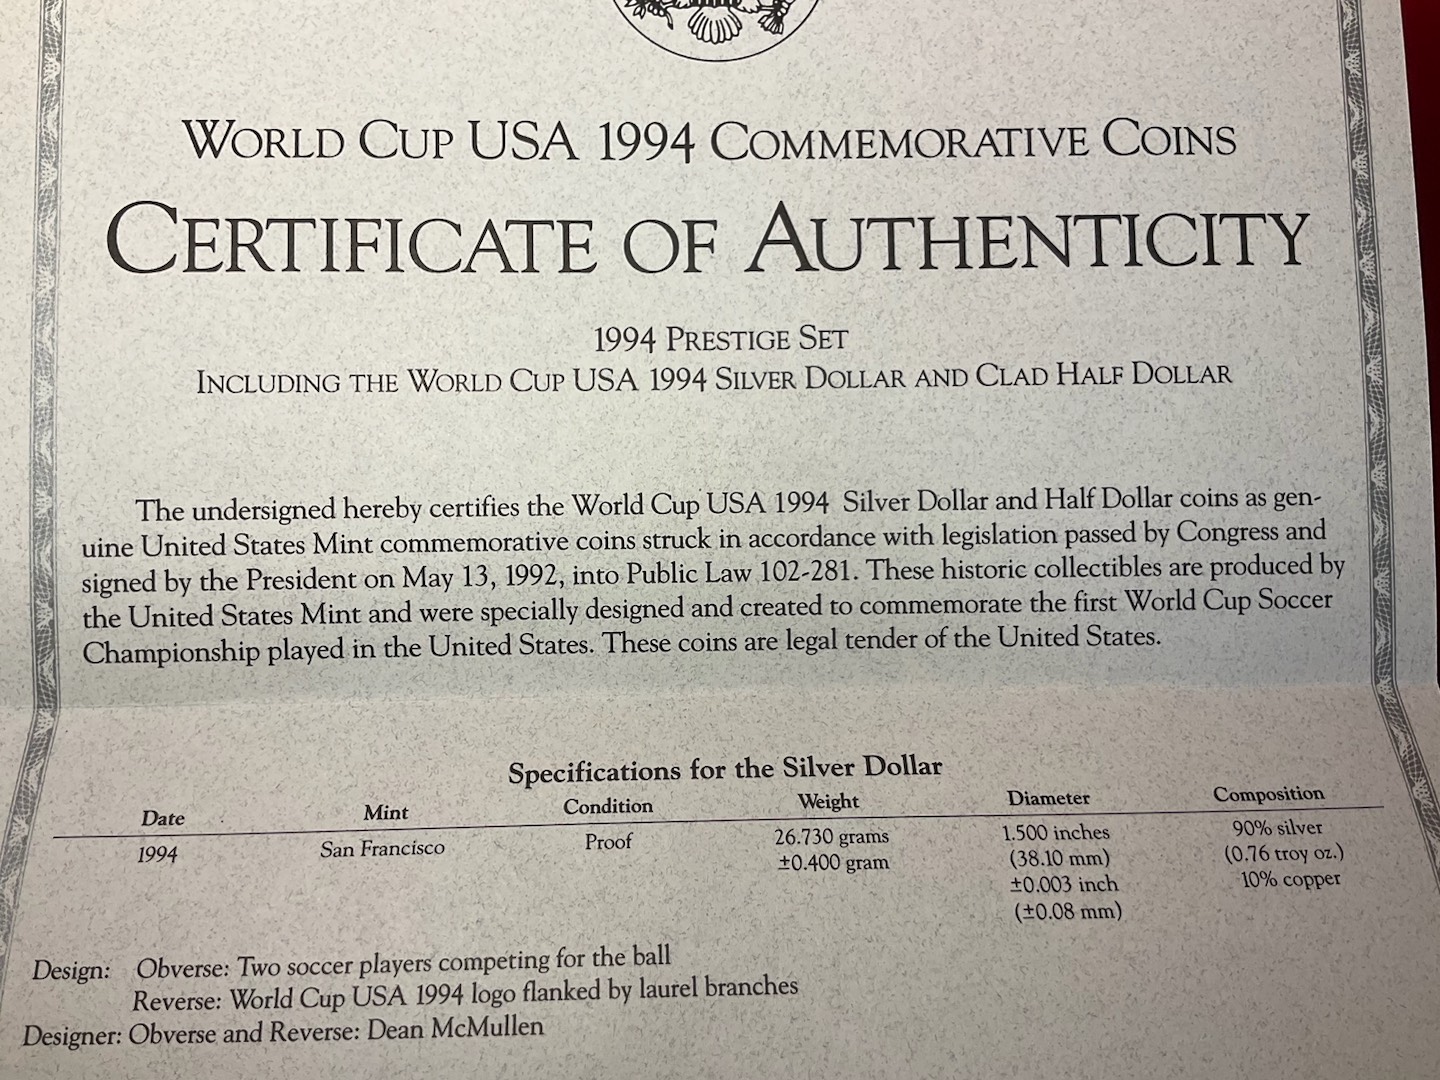 World Cup USA 1994 Commemorative Coins
Certificate of Authenticity
1994 Prestige Set
Including the World Cup USA 1994 Silver Dollar and Clad Half Dollar
The undersigned hereby certifies the World Cup USA 1994 Silver Dollar and Half Dollar coins as gen-
uine United States Mint commemorative coins struck in accordance with legislation passed by Congress and
signed by the President on May 13, 1992, into Public Law 102-281. These historic collectibles are produced by
the United States Mint and were specially designed and created to commemorate the first World Cup Soccer
Championship played in the United States. These coins are legal tender of the United States.
Specifications for the Silver Dollar
Date Mint Condition Weight Diameter Composition
1994 San Francisco Proof 26.730 grams 1.500 inches 90% silver
±0.400 gram (38.10 mm) (0.76 troy oz.)
±0.003 inch 10% copper
(±0.08 mm)
Design: Obverse: Two soccer players competing for the ball
Reverse: World Cup USA 1994 logo flanked by laurel branches
Designer: Obverse and Reverse: Dean McMullen